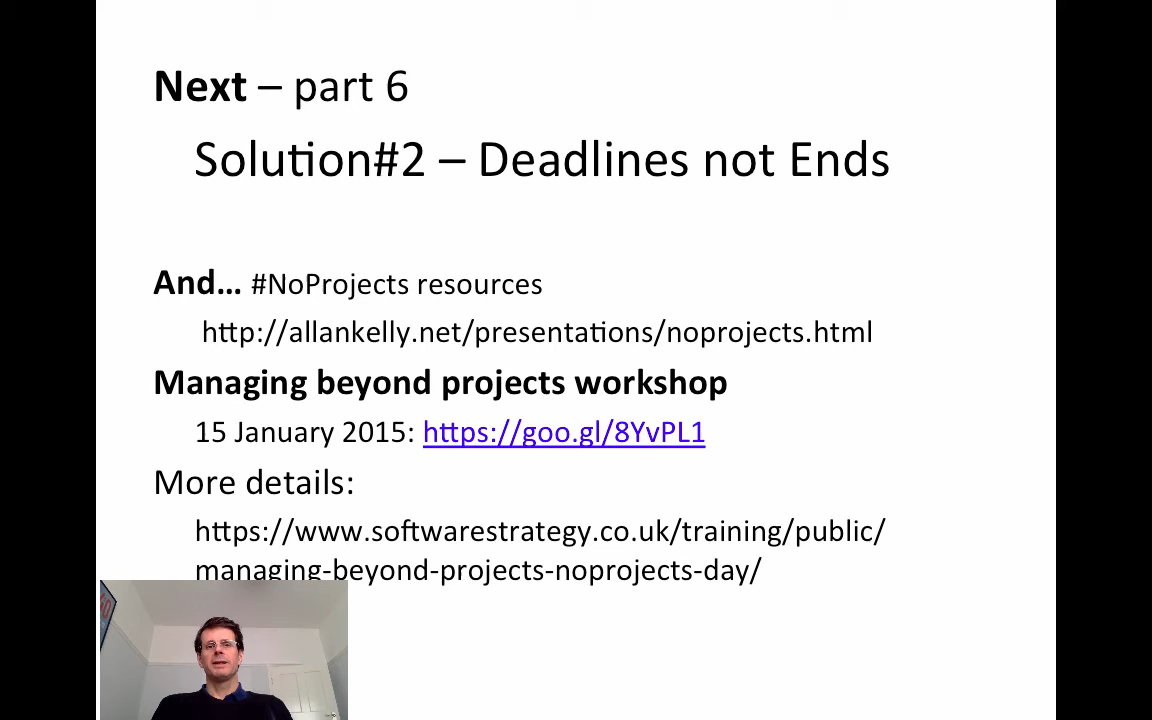 Next – part 6
Solution#2 – Deadlines not Ends
And... #NoProjects resources
http://allankelly.net/presentations/noprojects.html
Managing beyond projects workshop
15 January 2015: https://goo.gl/8YvPL1
More details:
https://www.softwarestrategy.co.uk/training/public/
managing-beyond-projects-noprojects-day/